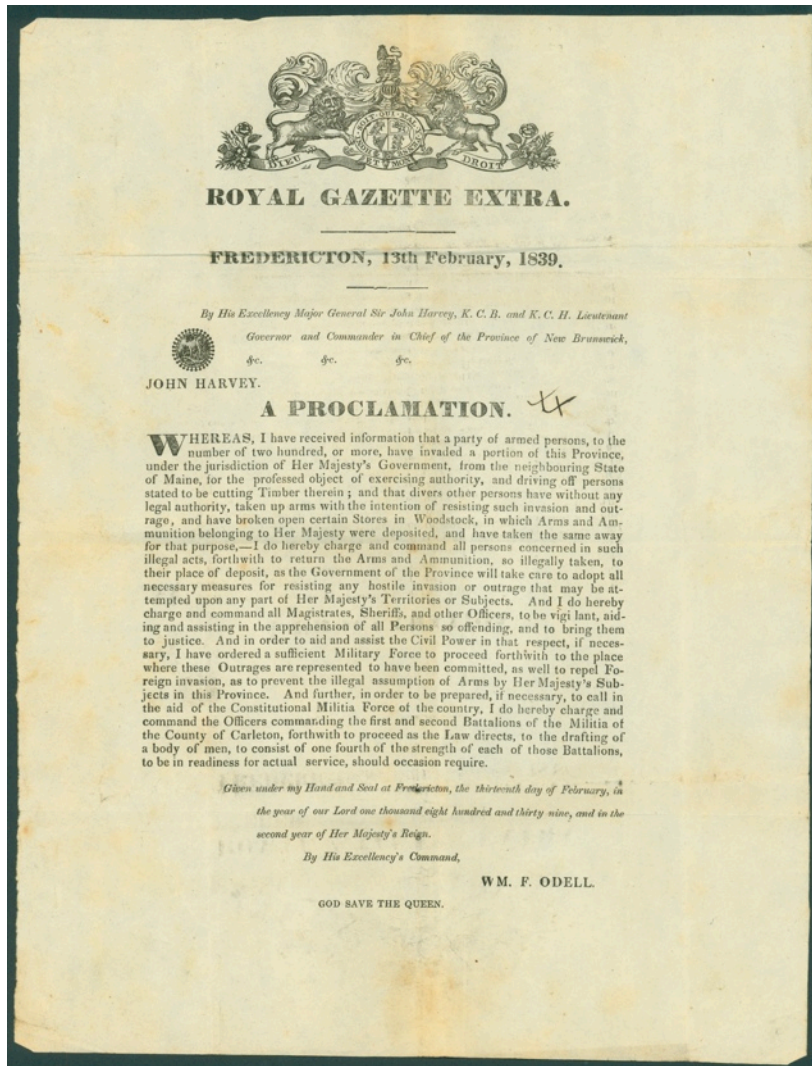 HONI SOIT QUI MAL Y PENSE
DIEU ET MON DROIT
ROYAL GAZETTE EXTRA.
FREDERICTON, 13th February, 1839.
By His Excellency Major General Sir John Harvey, K. C. B. and K. C. H. Lieutenant
Governor and Commander in Chief of the Province of New Brunswick,
&c. &c. &c.
JOHN HARVEY.
A PROCLAMATION.
WHEREAS, I have received information that a party of armed persons, to the
number of two hundred, or more, have invaded a portion of this Province,
under the jurisdiction of Her Majesty's Government, from the neighbouring State
of Maine, for the professed object of exercising authority, and driving off persons
stated to be cutting Timber therein ; and that divers other persons have without any
legal authority, taken up arms with the intention of resisting such invasion and out-
rage, and have broken open certain Stores in Woodstock, in which Arms and Am-
munition belonging to Her Majesty were deposited, and have taken the same away
for that purpose,—I do hereby charge and command all persons concerned in such
illegal acts, forthwith to return the Arms and Ammunition, so illegally taken, to
their place of deposit, as the Government of the Province will take care to adopt all
necessary measures for resisting any hostile invasion or outrage that may be at-
tempted upon any part of Her Majesty's Territories or Subjects. And I do hereby
charge and command all Magistrates, Sheriffs, and other Officers, to be vigi lant, aid-
ing and assisting in the apprehension of all Persons so offending, and to bring them
to justice. And in order to aid and assist the Civil Power in that respect, if neces-
sary, I have ordered a sufficient Military Force to proceed forthwith to the place
where these Outrages are represented to have been committed, as well to repel Fo-
reign invasion, as to prevent the illegal assumption of Arms by Her Majesty's Sub-
jects in this Province. And further, in order to be prepared, if necessary, to call in
the aid of the Constitutional Militia Force of the country, I do hereby charge and
command the Officers commanding the first and second Battalions of the Militia of
the County of Carleton, forthwith to proceed as the Law directs, to the drafting of
a body of men, to consist of one fourth of the strength of each of those Battalions,
to be in readiness for actual service, should occasion require.
Given under my Hand and Seal at Fredericton, the thirteenth day of February, in
the year of our Lord one thousand eight hundred and thirty nine, and in the
second year of Her Majesty's Reign.
By His Excellency's Command,
WM. F. ODELL.
GOD SAVE THE QUEEN.